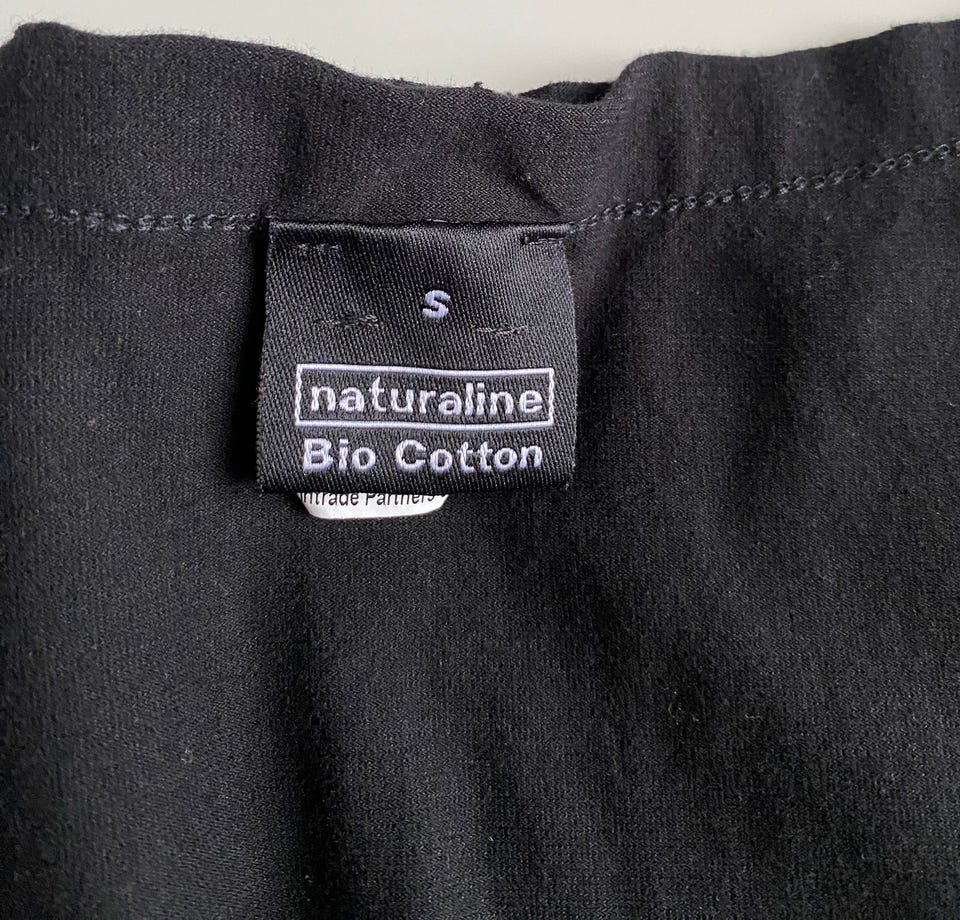 S
naturaline
Bio Cotton
Partners